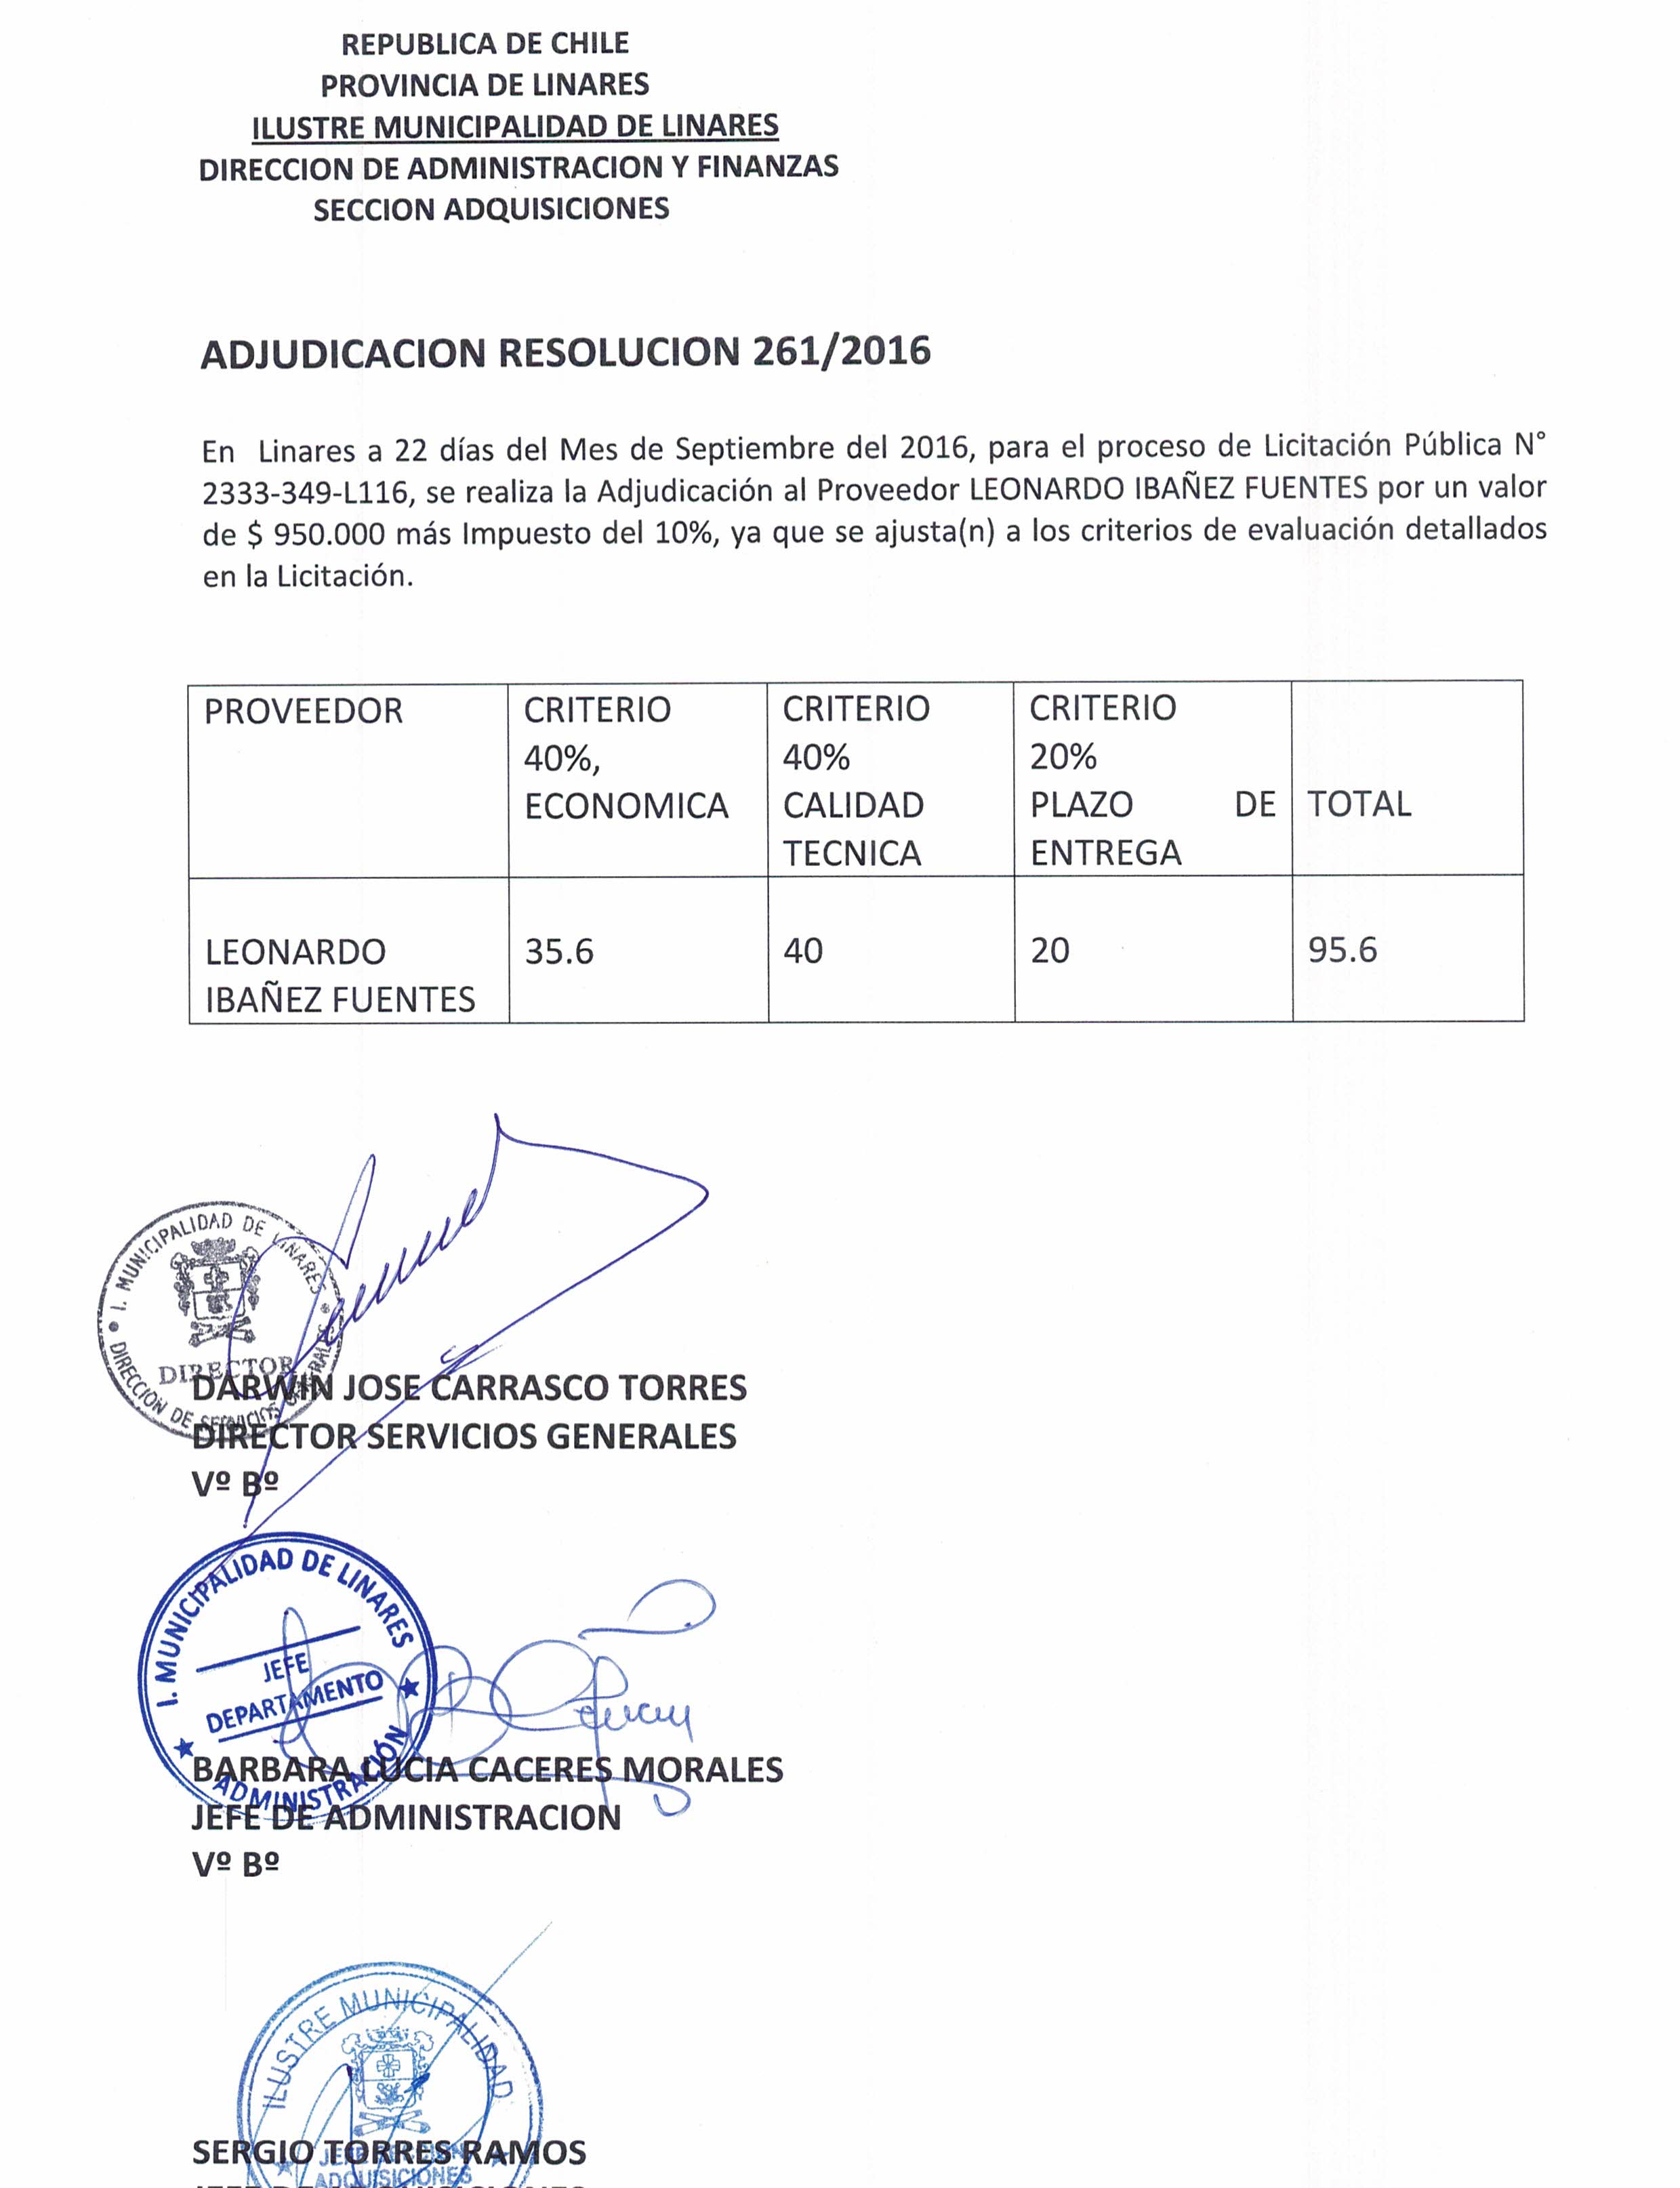 REPUBLICA DE CHILE
PROVINCIA DE LINARES
ILUSTRE MUNICIPALIDAD DE LINARES
DIRECCION DE ADMINISTRACION Y FINANZAS
SECCION ADQUISICIONES
ADJUDICACION RESOLUCION 261/2016
En Linares a 22 días del Mes de Septiembre del 2016, para el proceso de Licitación Pública N°
2333-349-L116, se realiza la Adjudicación al Proveedor LEONARDO IBAÑEZ FUENTES por un valor
de $ 950.000 más Impuesto del 10%, ya que se ajusta(n) a los criterios de evaluación detallados
en la Licitación.
PROVEEDOR
CRITERIO
40%,
ECONOMICA
CRITERIO
40%
CALIDAD
TECNICA
CRITERIO
20%
PLAZO DE
ENTREGA
TOTAL
LEONARDO
IBAÑEZ FUENTES
35.6
40
20
95.6
I. MUNICIPALIDAD DE LINARES
DIRECTOR
DIRECCION DE SERVICIOS GENERALES
DARWIN JOSE CARRASCO TORRES
DIRECTOR SERVICIOS GENERALES
Vº Bº
I. MUNICIPALIDAD DE LINARES
JEFE
DEPARTAMENTO
ADMINISTRACIÓN
BARBARA LUCIA CACERES MORALES
JEFE DE ADMINISTRACION
Vº Bº
ILUSTRE MUNICIPALIDAD
JEFE SECCION
ADQUISICIONES
SERGIO TORRES RAMOS
JEFE DE ADQUISICIONES